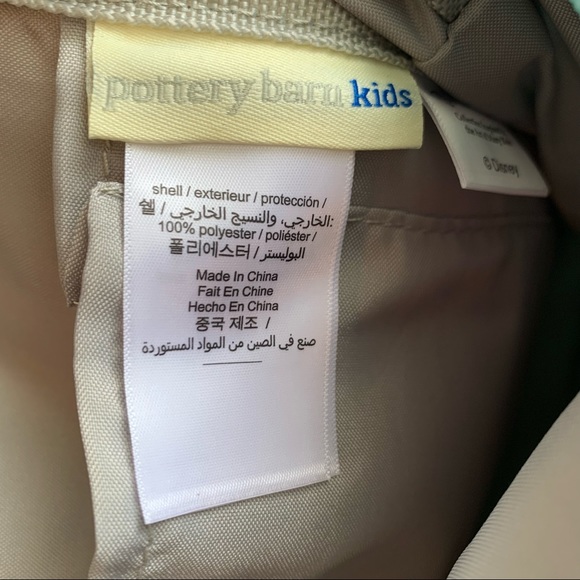 pottery barn kids
shell / exterieur / protección /
쉘 / الخارجي، والنسيج الخارجي:
100% polyester / poliéster /
폴리에스터 / البوليستر
Made In China
Fait En Chine
Hecho En China
중국 제조 /
صنع في الصين من المواد المستوردة
© Disney